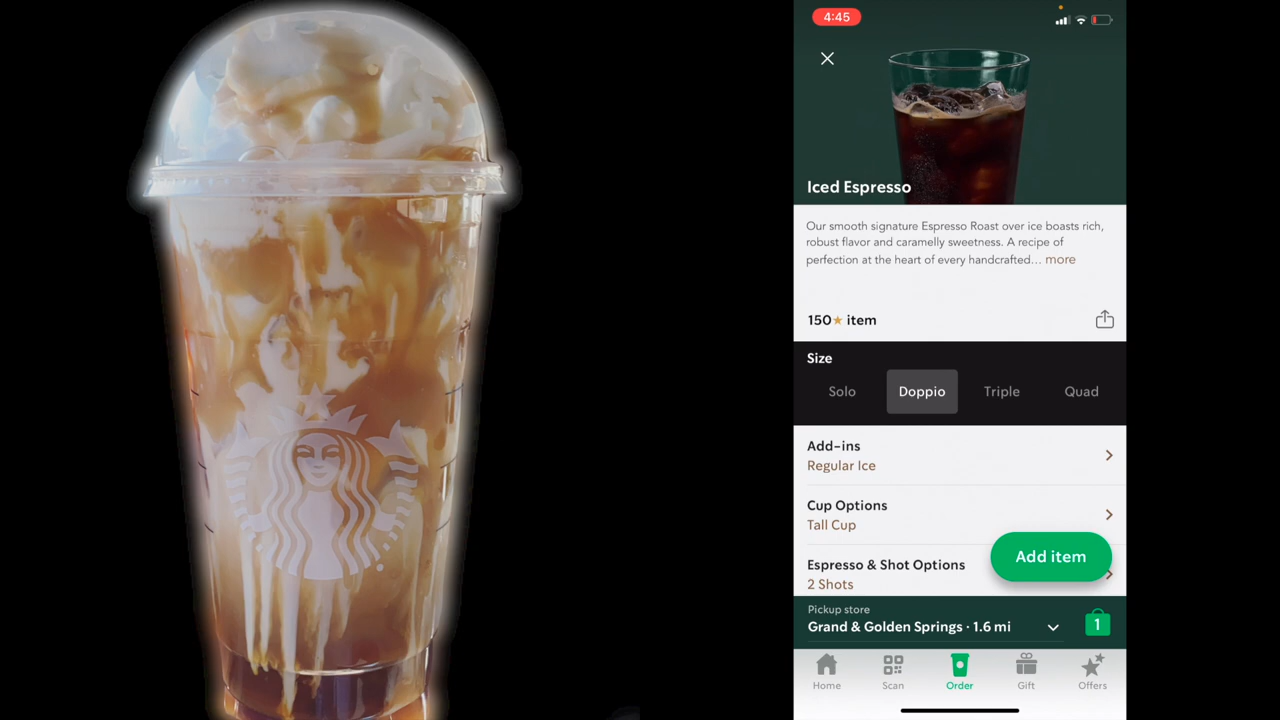 4:45
Iced Espresso
Our smooth signature Espresso Roast over ice boasts rich,
robust flavor and caramelly sweetness. A recipe of
perfection at the heart of every handcrafted... more
150★ item
Size
Solo Doppio Triple Quad
Add-ins
Regular Ice
Cup Options
Tall Cup
Espresso & Shot Options
2 Shots
Add item
Pickup store
Grand & Golden Springs · 1.6 mi
1
Home Scan Order Gift Offers